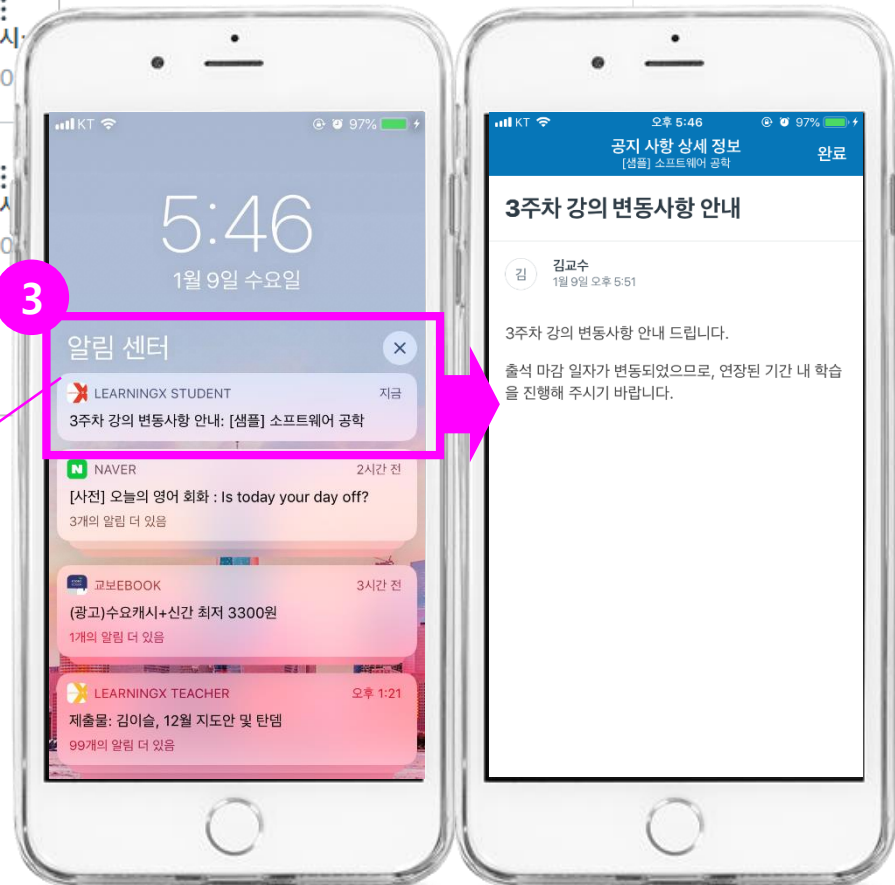 시
3
KT
97%
5:46
1월 9일 수요일
알림 센터
LEARNINGX STUDENT
지금
3주차 강의 변동사항 안내: [샘플] 소프트웨어 공학
NAVER
2시간 전
[사전] 오늘의 영어 회화 : Is today your day off?
3개의 알림 더 있음
교보EBOOK
3시간 전
(광고)수요캐시+신간 최저 3300원
1개의 알림 더 있음
LEARNINGX TEACHER
오후 1:21
제출물: 김이슬, 12월 지도안 및 탄뎀
99개의 알림 더 있음
KT
오후 5:46
97%
공지 사항 상세 정보
[샘플] 소프트웨어 공학
완료
3주차 강의 변동사항 안내
김
김교수
1월 9일 오후 5:51
3주차 강의 변동사항 안내 드립니다.
출석 마감 일자가 변동되었으므로, 연장된 기간 내 학습
을 진행해 주시기 바랍니다.